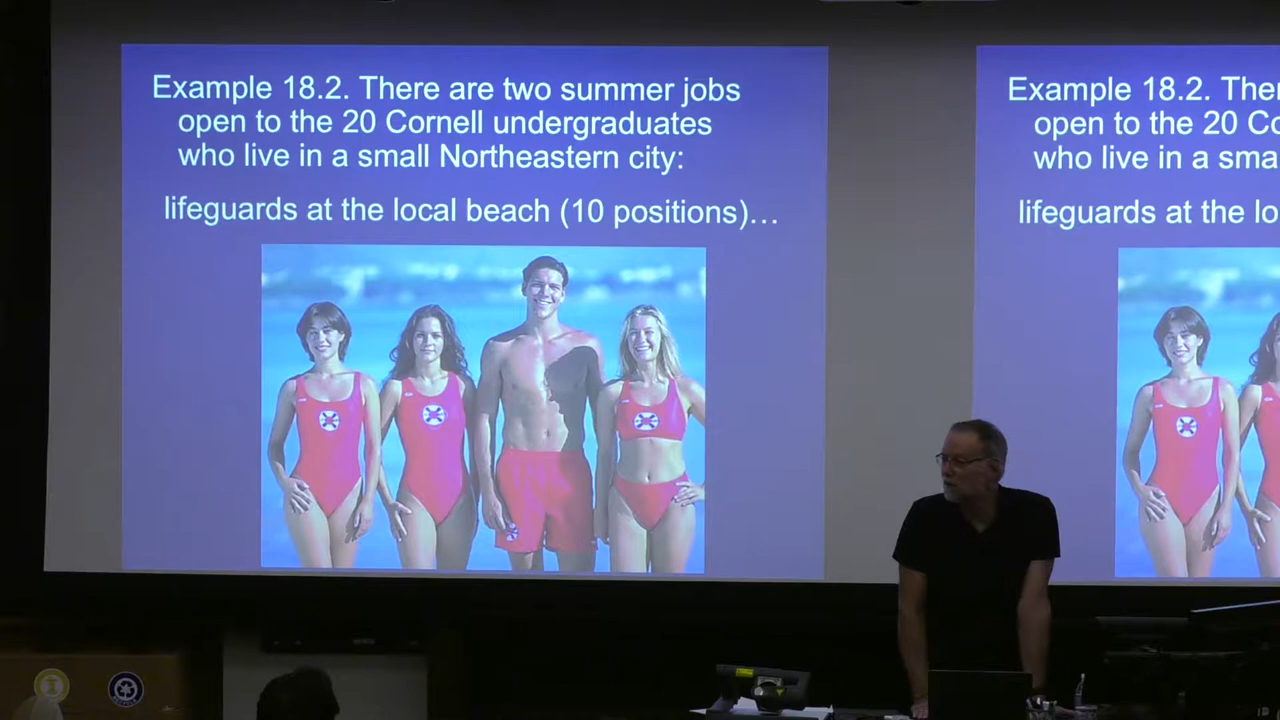 Example 18.2. There are two summer jobs
open to the 20 Cornell undergraduates
who live in a small Northeastern city:
lifeguards at the local beach (10 positions)…
Example 18.2. Ther
open to the 20 Co
who live in a sma
lifeguards at the lo